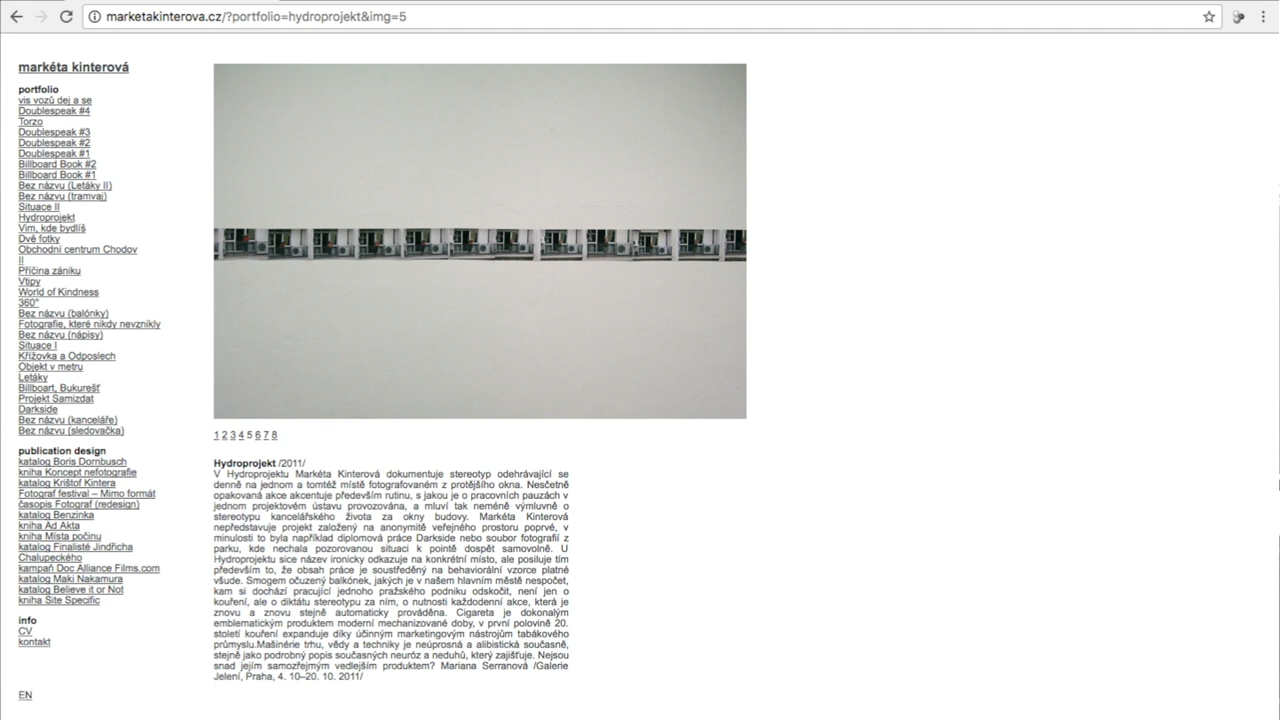 marketakinterova.cz/?portfolio=hydroprojekt&img=5
markéta kinterová
portfolio
vis vozů dej a se
Doublespeak #4
Torzo
Doublespeak #3
Doublespeak #2
Doublespeak #1
Billboard Book #2
Billboard Book #1
Bez názvu (Letáky II)
Bez názvu (tramvaj)
Situace II
Hydroprojekt
Vim, kde bydlíš
Dvě fotky
Obchodní centrum Chodov
II
Příčina zániku
Vtipy
World of Kindness
360°
Bez názvu (balónky)
Fotografie, které nikdy nevznikly
Bez názvu (nápisy)
Situace I
Křížovka a Odposlech
Objekt v metru
Letáky
Billboart, Bukurešť
Projekt Samizdat
Darkside
Bez názvu (kanceláře)
Bez názvu (sledovačka)
publication design
katalog Boris Dornbusch
kniha Koncept nefotografie
katalog Krištof Kintera
Fotograf festival – Mimo formát
časopis Fotograf (redesign)
katalog Benzinka
kniha Ad Akta
kniha Místa počinu
katalog Finalisté Jindřicha
Chalupeckého
kampaň Doc Alliance Films.com
katalog Maki Nakamura
katalog Believe it or Not
kniha Site Specific
info
CV
kontakt
EN
1 2 3 4 5 6 7 8
Hydroprojekt /2011/
V Hydroprojektu Markéta Kinterová dokumentuje stereotyp odehrávající se
denně na jednom a tomtéž místě fotografovaném z protějšího okna. Nesčetně
opakovaná akce akcentuje především rutinu, s jakou je o pracovních pauzách v
jednom projektovém ústavu provozována, a mluví tak neméně výmluvně o
stereotypu kancelářského života za okny budovy. Markéta Kinterová
nepředstavuje projekt založený na anonymitě veřejného prostoru poprvé, v
minulosti to byla například diplomová práce Darkside nebo soubor fotografií z
parku, kde nechala pozorovanou situaci k pointě dospět samovolně. U
Hydroprojektu sice název ironicky odkazuje na konkrétní místo, ale posiluje tím
především to, že obsah práce je soustředěný na behaviorální vzorce platné
všude. Smogem očuzený balkónek, jakých je v našem hlavním městě nespočet,
kam si dochází pracující jednoho pražského podniku odskočit, není jen o
kouření, ale o diktátu stereotypu za ním, o nutnosti každodenní akce, která je
znovu a znovu stejně automaticky prováděna. Cigareta je dokonalým
emblematickým produktem moderní mechanizované doby, v první polovině 20.
století kouření expanduje díky účinným marketingovým nástrojům tabákového
průmyslu.Mašinérie trhu, vědy a techniky je neúprosná a alibistická současně,
stejně jako podrobný popis současných neuróz a neduhů, který zajišťuje. Nejsou
snad jejím samozřejmým vedlejším produktem? Mariana Serranová /Galerie
Jelení, Praha, 4. 10–20. 10. 2011/